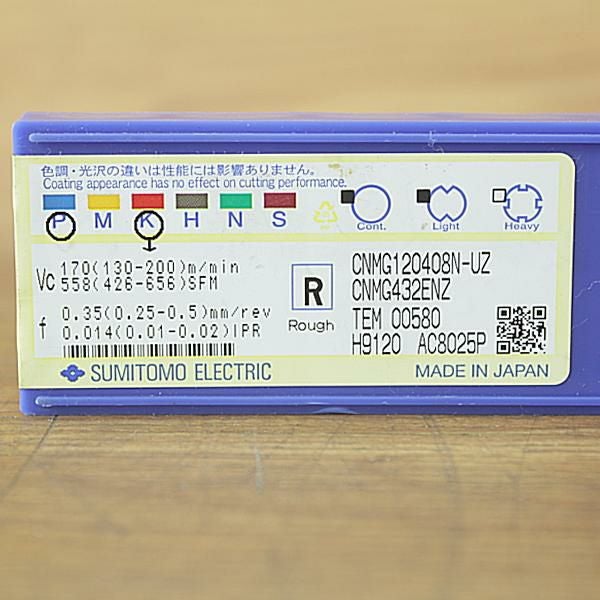 色調・光沢の違いは性能には影響ありません。
Coating appearance has no effect on cutting performance.
P M K H N S
Cont. Light Heavy
Vc 170(130-200)m/min
558(426-656)SFM
f 0.35(0.25-0.5)mm/rev
0.014(0.01-0.02)IPR
R
Rough
CNMG120408N-UZ
CNMG432ENZ
TEM 00580
H9120 AC8025P
SUMITOMO ELECTRIC
MADE IN JAPAN